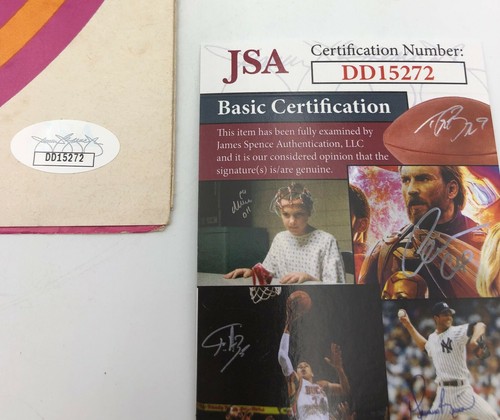 DD15272
JSA
Certification Number:
DD15272
Basic Certification
This item has been fully examined by
James Spence Authentication, LLC
and it is our considered opinion that the
signature(s) is/are genuine.